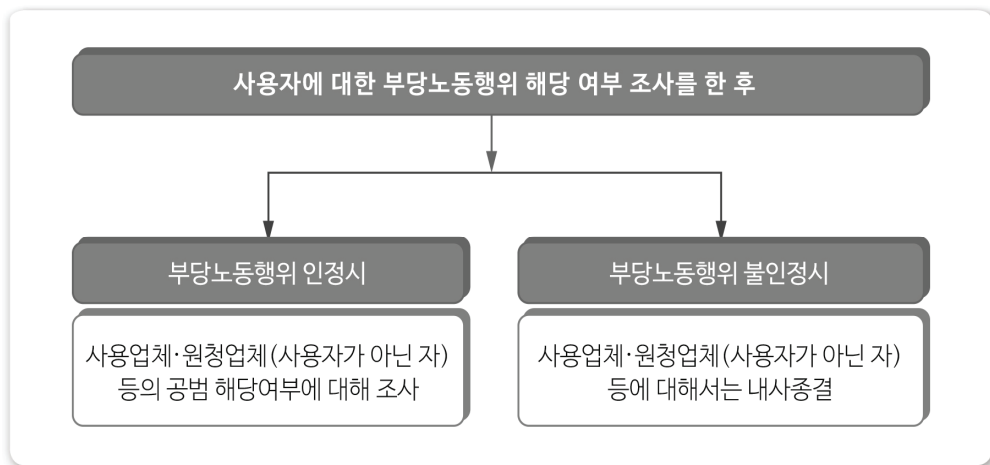 사용자에 대한 부당노동행위 해당 여부 조사를 한 후
부당노동행위 인정시
사용업체·원청업체(사용자가 아닌 자)
등의 공범 해당여부에 대해 조사
부당노동행위 불인정시
사용업체·원청업체(사용자가 아닌 자)
등에 대해서는 내사종결